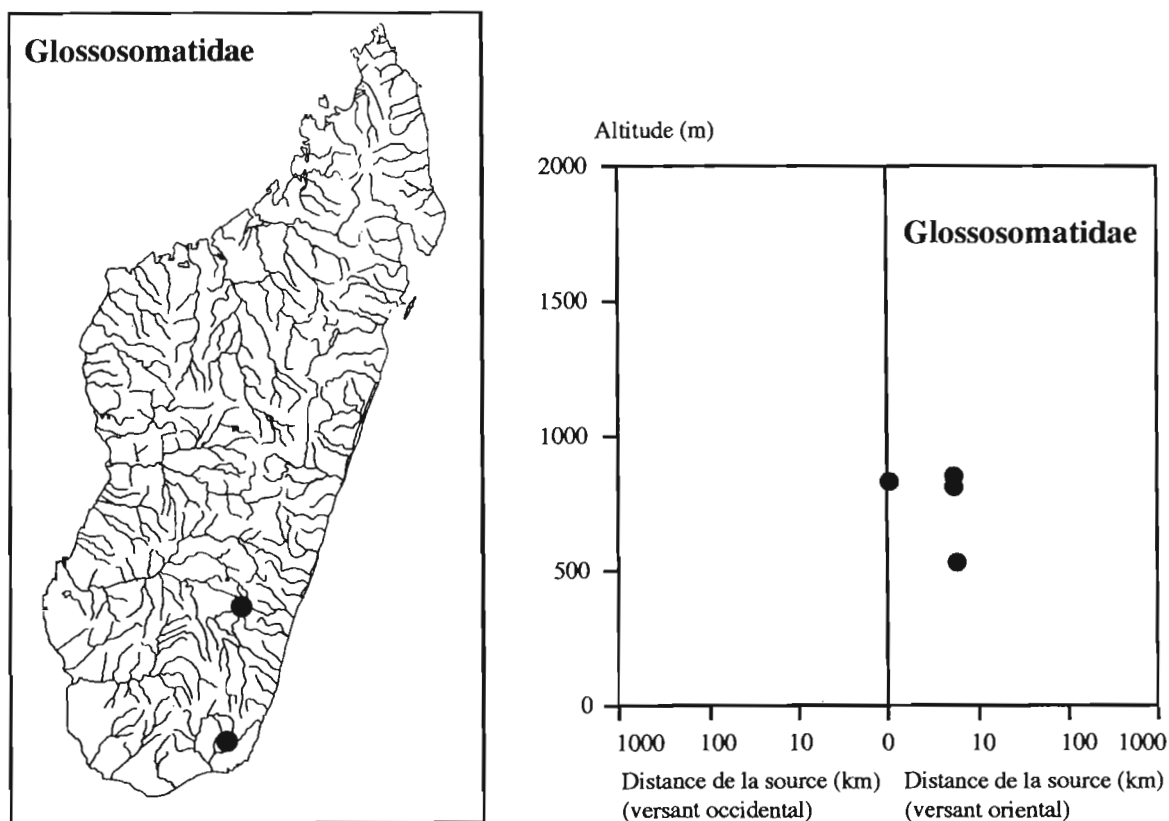 Glossosomatidae
Altitude (m)
2000
Glossosomatidae
1500
1000
500
0
1000 100 10 0 10 100 1000
Distance de la source (km) Distance de la source (km)
(versant occidental) (versant oriental)